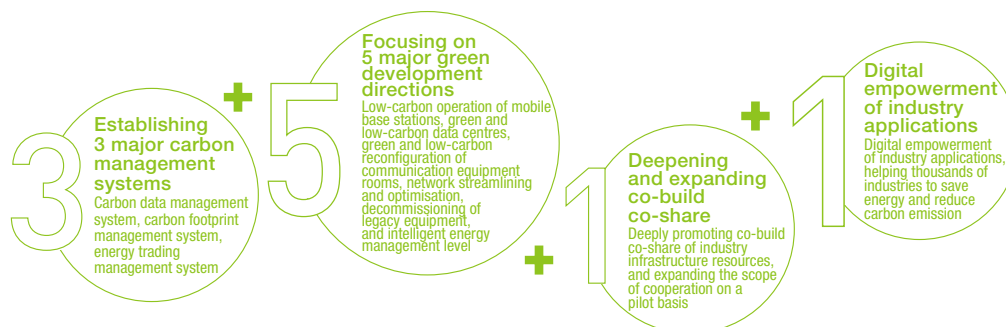 3
Establishing
3 major carbon
management
systems
Carbon data management
system, carbon footprint
management system,
energy trading
management system
+
5
Focusing on
5 major green
development
directions
Low-carbon operation of mobile
base stations, green and
low-carbon data centres,
green and low-carbon
reconfiguration of
communication equipment
rooms, network streamlining
and optimisation,
decommissioning of
legacy equipment,
and intelligent energy
management level
+
1
Deepening
and expanding
co-build
co-share
Deeply promoting co-build
co-share of industry
infrastructure resources,
and expanding the scope
of cooperation on a
pilot basis
+
1
Digital
empowerment
of industry
applications
Digital empowerment
of industry applications,
helping thousands of
industries to save
energy and reduce
carbon emission